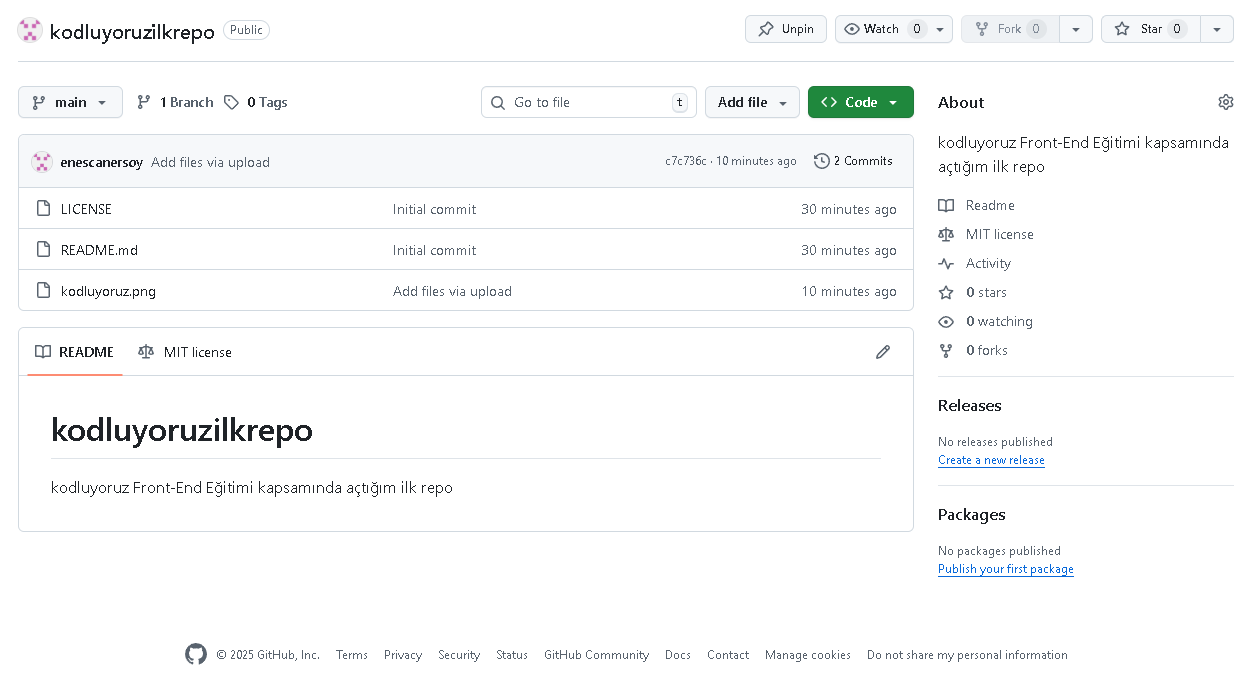 kodluyoruzilkrepo Public Unpin Watch 0 Fork 0 Star 0
main 1 Branch 0 Tags Go to file t Add file Code
enescanersoy Add files via upload c7c736c · 10 minutes ago 2 Commits
LICENSE Initial commit 30 minutes ago
README.md Initial commit 30 minutes ago
kodluyoruz.png Add files via upload 10 minutes ago
README MIT license
kodluyoruzilkrepo
kodluyoruz Front-End Eğitimi kapsamında açtığım ilk repo
About
kodluyoruz Front-End Eğitimi kapsamında
açtığım ilk repo
Readme
MIT license
Activity
0 stars
0 watching
0 forks
Releases
No releases published
Create a new release
Packages
No packages published
Publish your first package
© 2025 GitHub, Inc. Terms Privacy Security Status GitHub Community Docs Contact Manage cookies Do not share my personal information